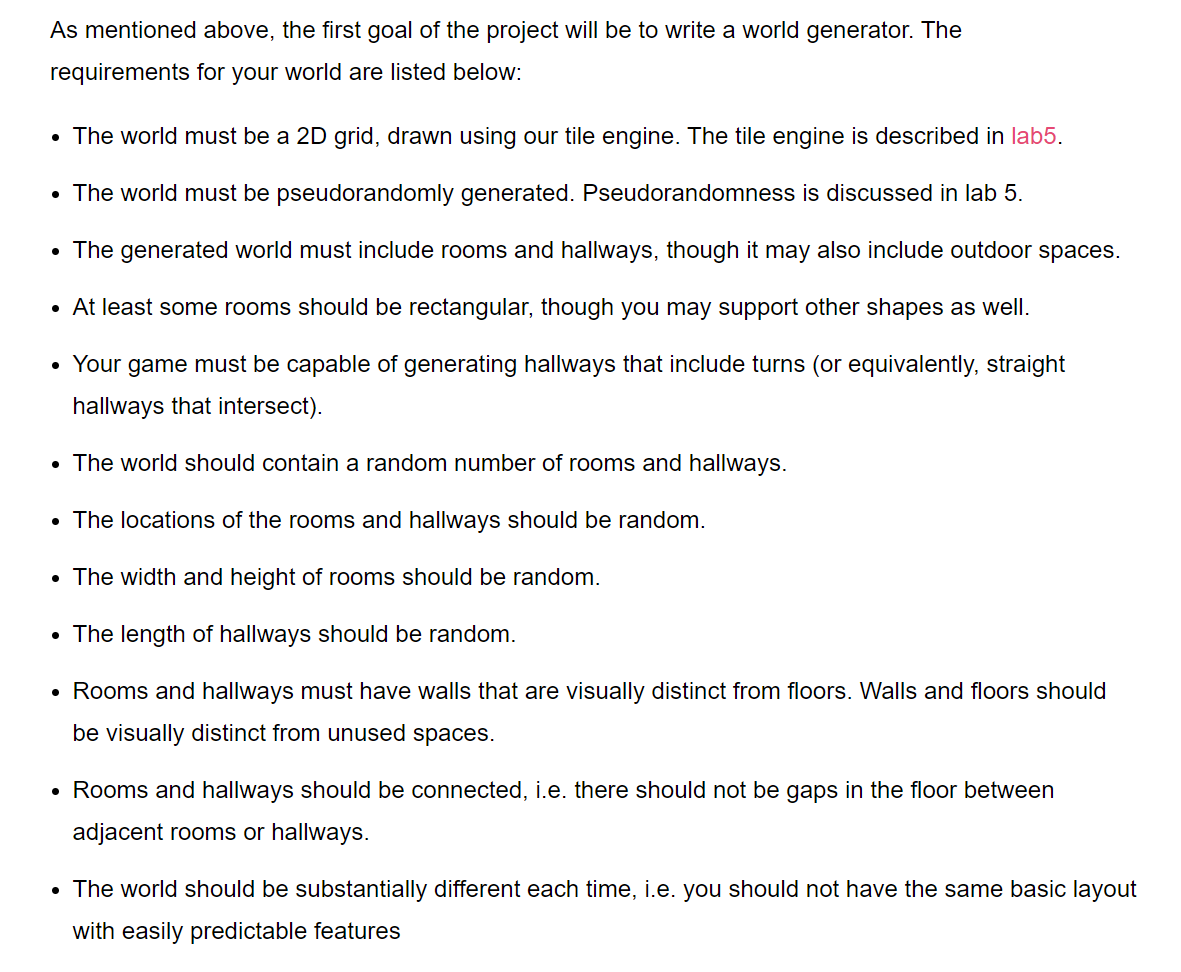 As mentioned above, the first goal of the project will be to write a world generator. The
requirements for your world are listed below:
• The world must be a 2D grid, drawn using our tile engine. The tile engine is described in lab5.
• The world must be pseudorandomly generated. Pseudorandomness is discussed in lab 5.
• The generated world must include rooms and hallways, though it may also include outdoor spaces.
• At least some rooms should be rectangular, though you may support other shapes as well.
• Your game must be capable of generating hallways that include turns (or equivalently, straight
hallways that intersect).
• The world should contain a random number of rooms and hallways.
• The locations of the rooms and hallways should be random.
• The width and height of rooms should be random.
• The length of hallways should be random.
• Rooms and hallways must have walls that are visually distinct from floors. Walls and floors should
be visually distinct from unused spaces.
• Rooms and hallways should be connected, i.e. there should not be gaps in the floor between
adjacent rooms or hallways.
• The world should be substantially different each time, i.e. you should not have the same basic layout
with easily predictable features